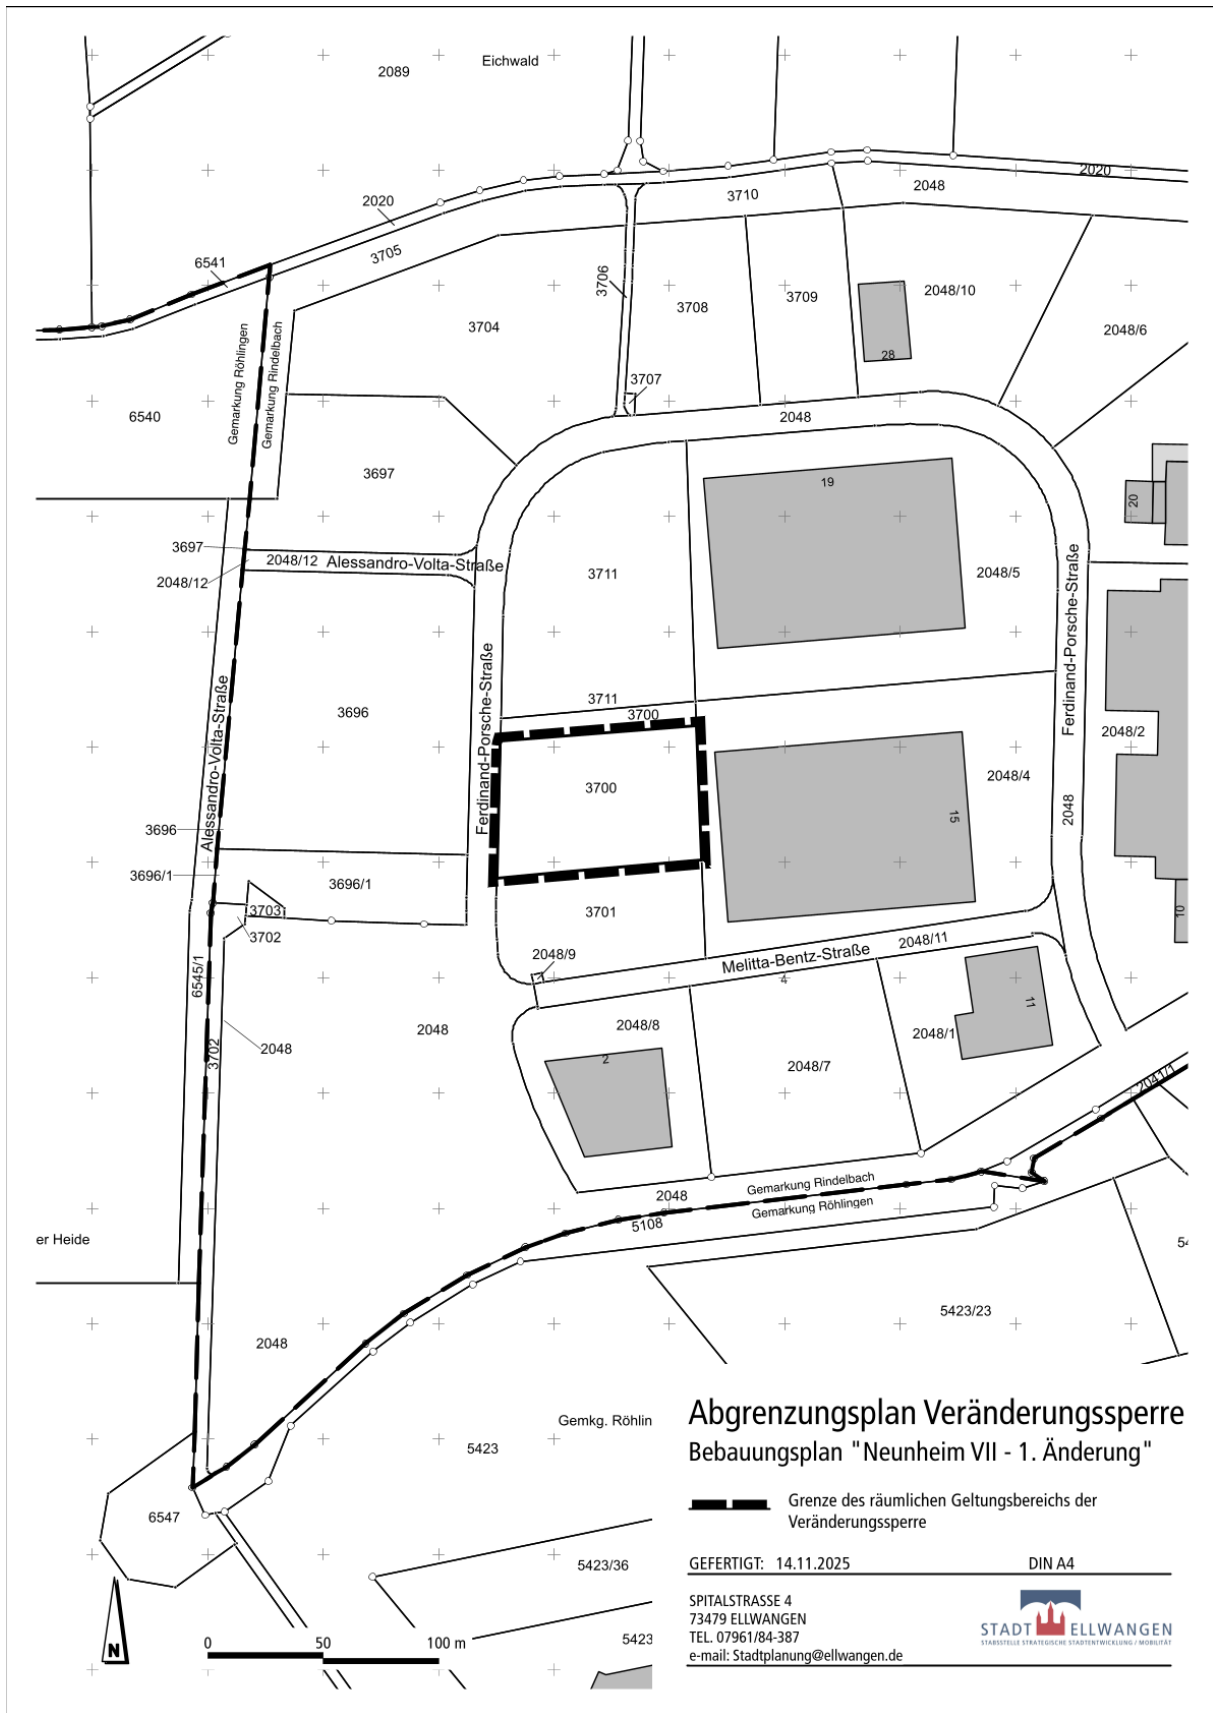 Eichwald
2089
2020
2048
2020
3710
3705
6541
3706
3708
3709
2048/10
2048/6
3704
28
3707
Gemarkung Röhlingen
Gemarkung Rindelbach
6540
2048
3697
19
20
3697
2048/12
2048/12 Alessandro-Volta-Straße
3711
2048/5
Ferdinand-Porsche-Straße
Ferdinand-Porsche-Straße
3711
3700
3696
Alessandro-Volta-Straße
2048/2
3700
2048/4
15
2048
3696
3696/1
3696/1
3703
3702
3701
10
2048/9
Melitta-Bentz-Straße
2048/11
6545/1
4
11
2048
2048/8
2048/1
3702
2048
2
2048/7
2041/1
Gemarkung Rindelbach
2048
Gemarkung Röhlingen
5108
er Heide
54
5423/23
2048
Gemkg. Röhlin
5423
6547
5423/36
5423
N
0 50 100 m
Abgrenzungsplan Veränderungssperre
Bebauungsplan "Neunheim VII - 1. Änderung"
Grenze des räumlichen Geltungsbereichs der
Veränderungssperre
GEFERTIGT: 14.11.2025 DIN A4
SPITALSTRASSE 4
73479 ELLWANGEN
TEL. 07961/84-387
e-mail: Stadtplanung@ellwangen.de
STADT ELLWANGEN
STABSSTELLE STRATEGISCHE STADTENTWICKLUNG / MOBILITÄT